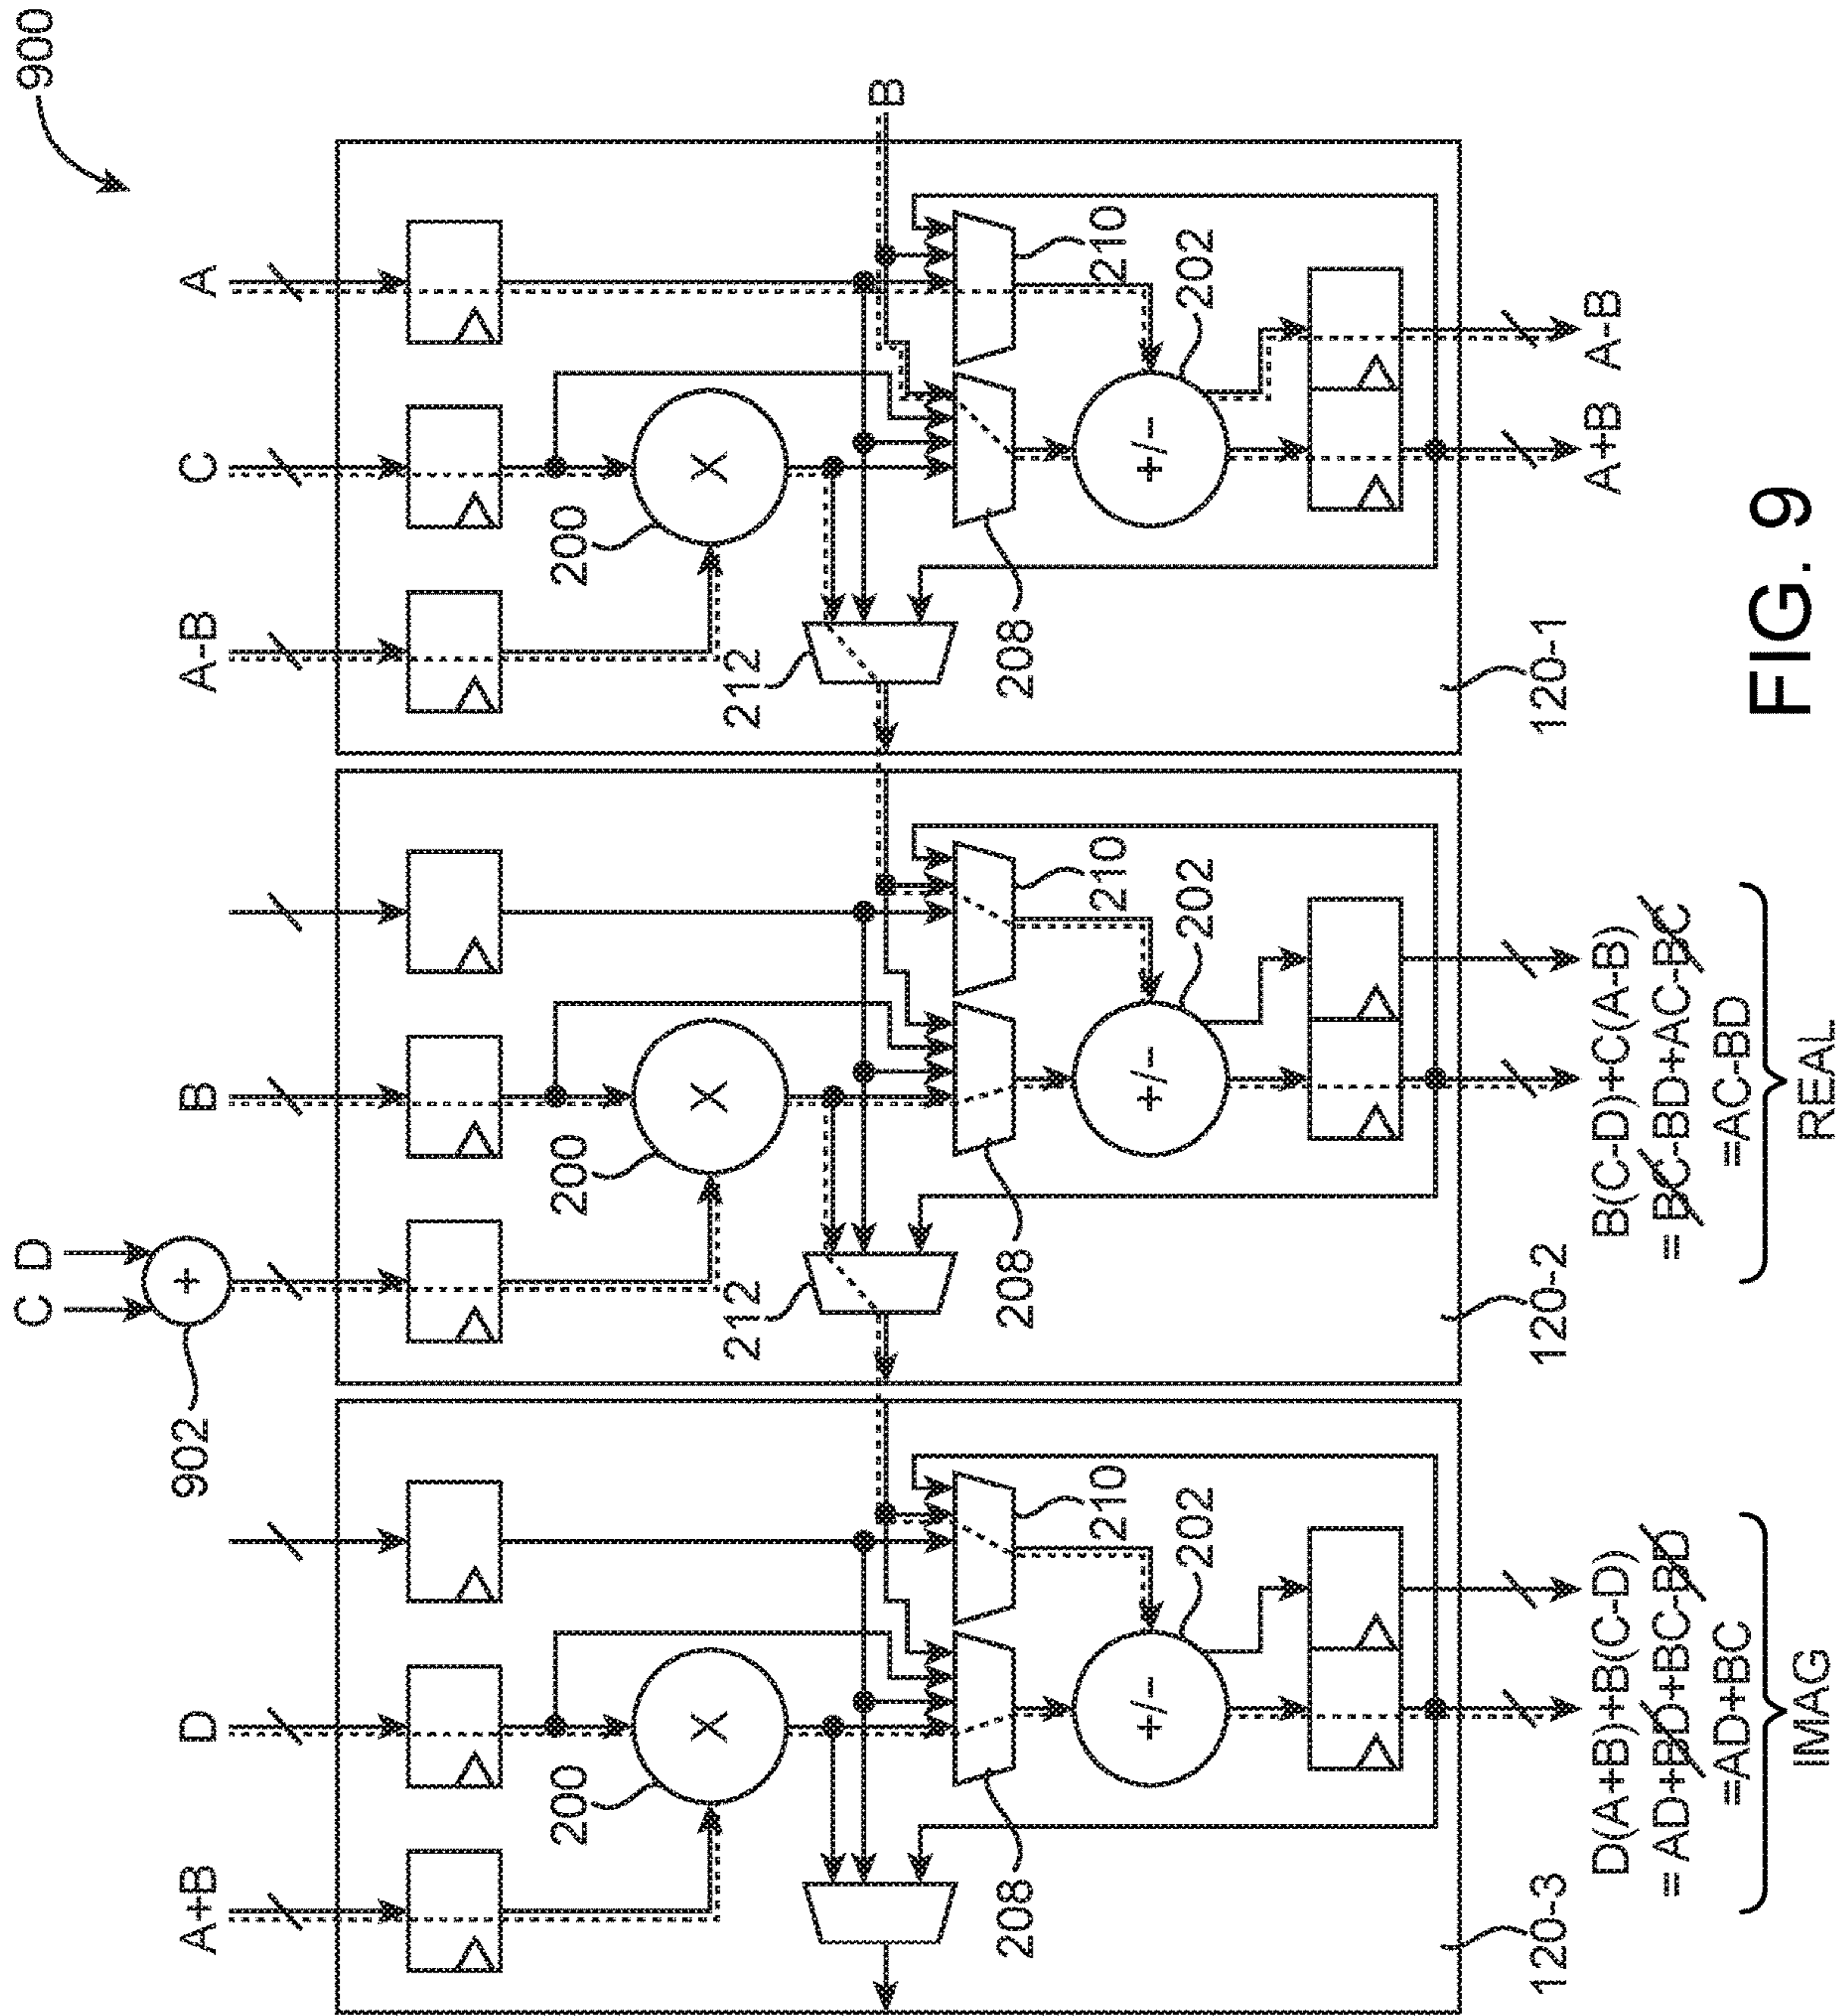 900
C D
902
+
A+B D B A-B C A
200 200 200
X X X
212 212
B
208 208 208
210 210 210
+/- +/- +/-
202 202 202
120-3 120-2 120-1
D(A+B)+B(C-D)
= AD+BD+BC-BD
=AD+BC
IMAG
B(C-D)+C(A-B)
= BC-BD+AC-BC
=AC-BD
REAL
A+B A-B
FIG. 9